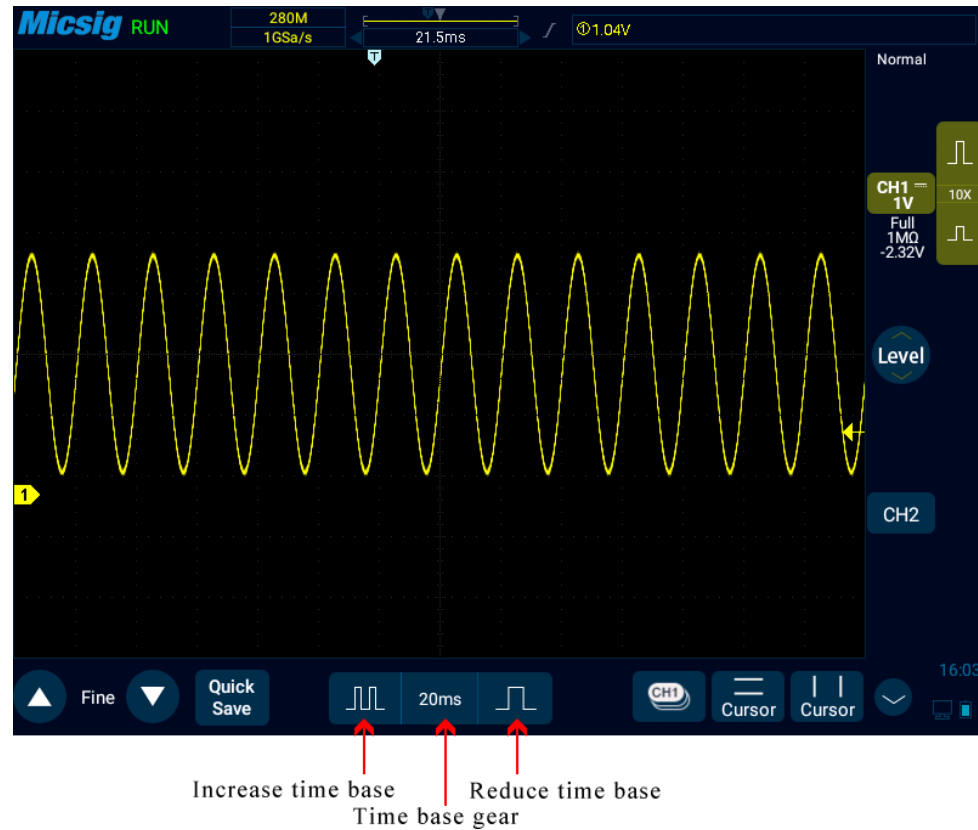 Micsig RUN
280M
1GSa/s
21.5ms
①1.04V
T
Normal
CH1
1V
10X
Full
1MΩ
-2.32V
Level
1
CH2
16:03
Fine
Quick
Save
20ms
CH1
Cursor
Cursor
Increase time base
Reduce time base
Time base gear